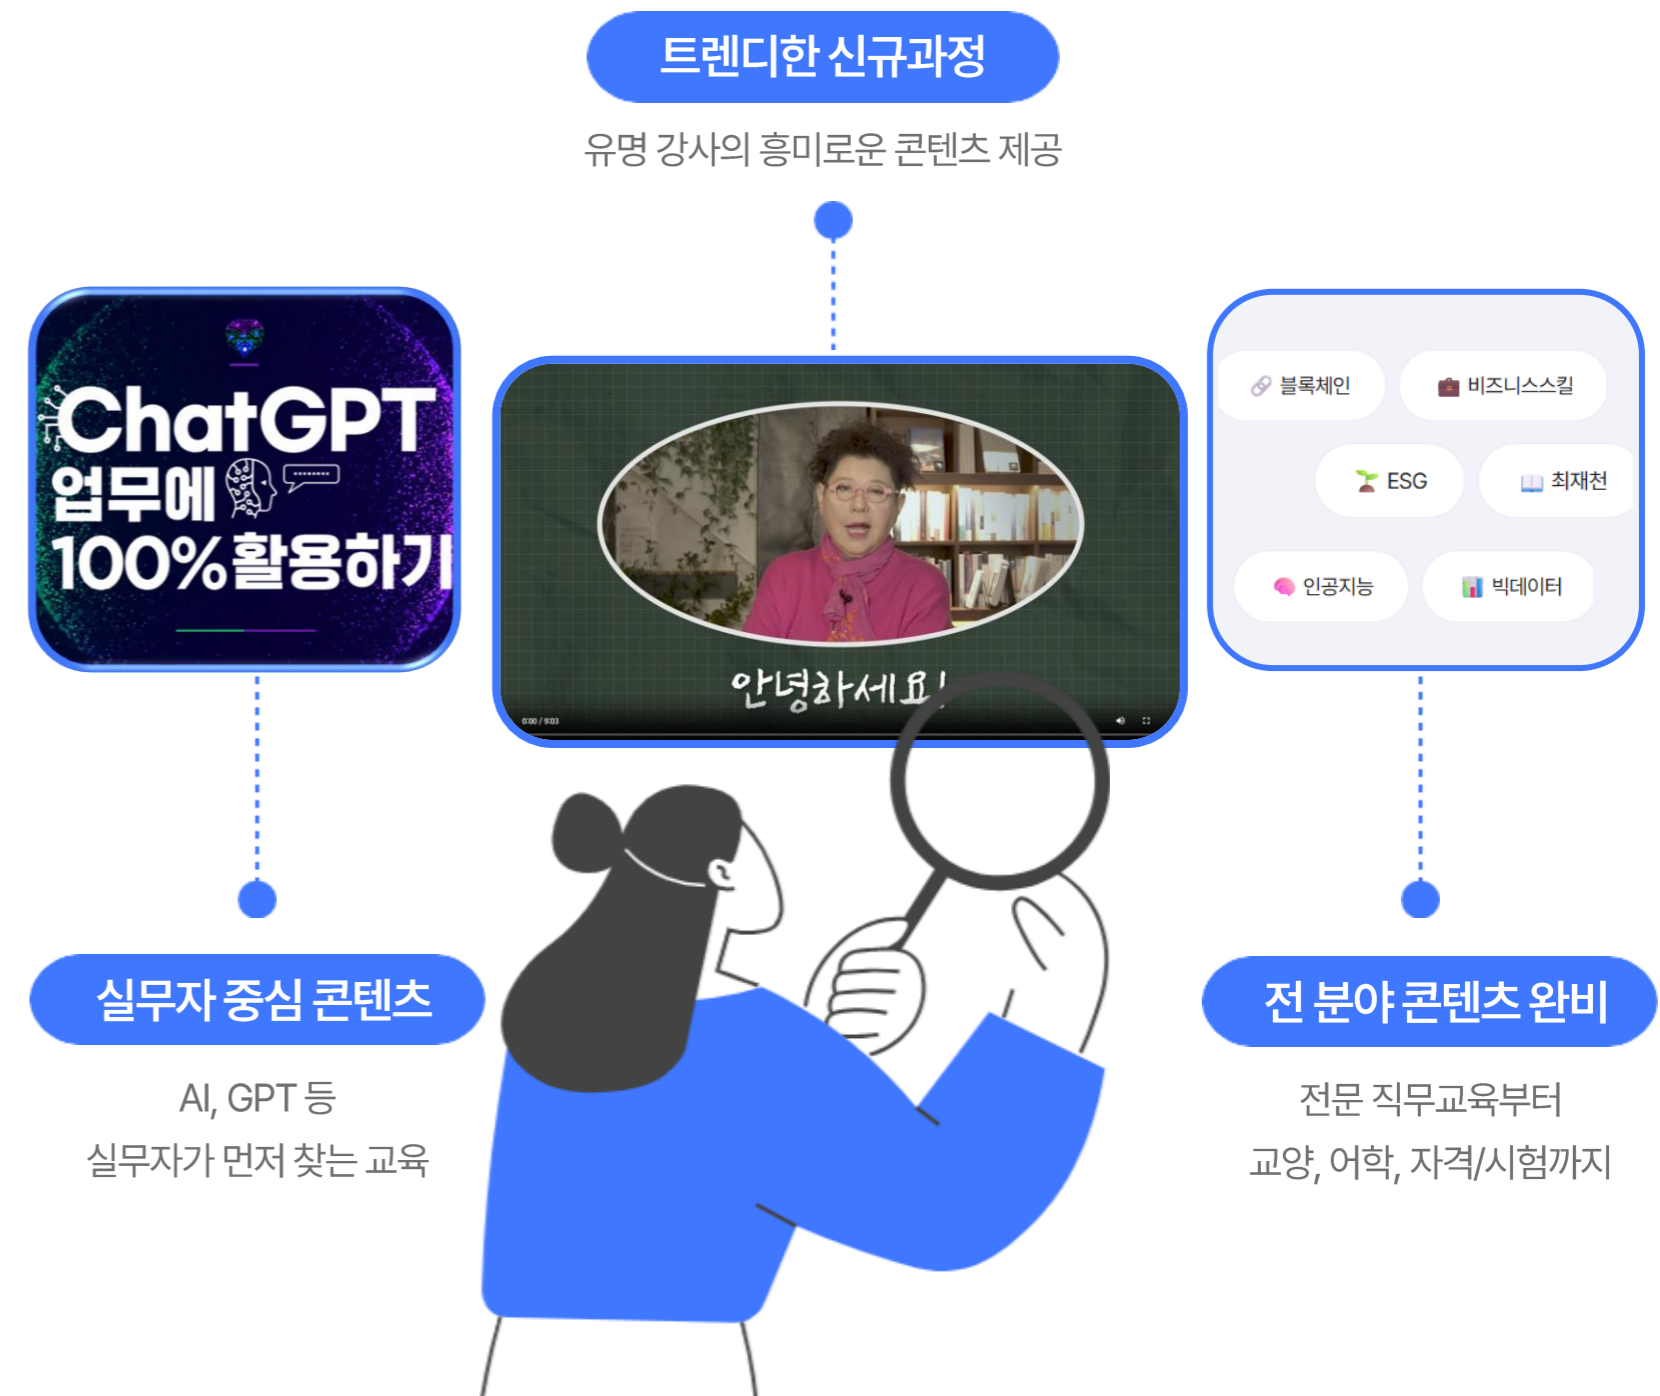 트렌디한 신규과정
유명 강사의 흥미로운 콘텐츠 제공
ChatGPT
업무에
100% 활용하기
안녕하세요!
0:00 / 9:03
블록체인
비즈니스스킬
ESG
최재천
인공지능
빅데이터
실무자 중심 콘텐츠
AI, GPT 등
실무자가 먼저 찾는 교육
전 분야 콘텐츠 완비
전문 직무교육부터
교양, 어학, 자격/시험까지